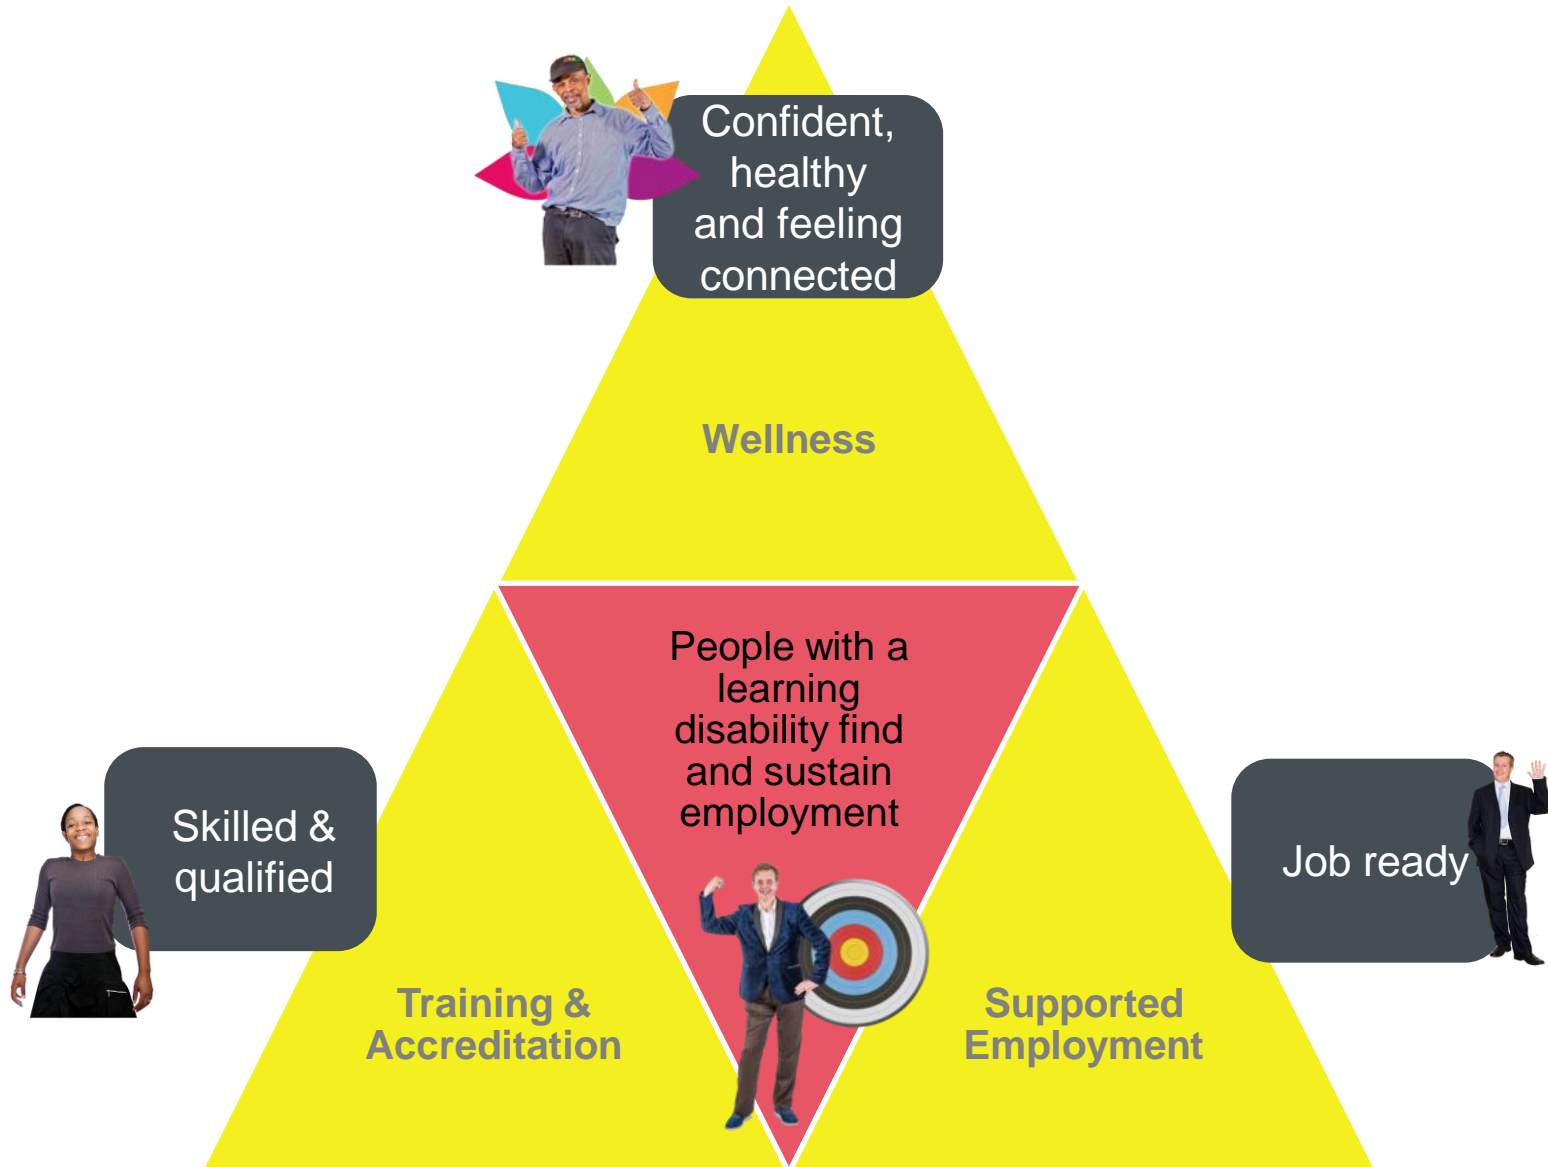 Confident,
healthy
and feeling
connected
Wellness
People with a
learning
disability find
and sustain
employment
Skilled &
qualified
Job ready
Training &
Accreditation
Supported
Employment